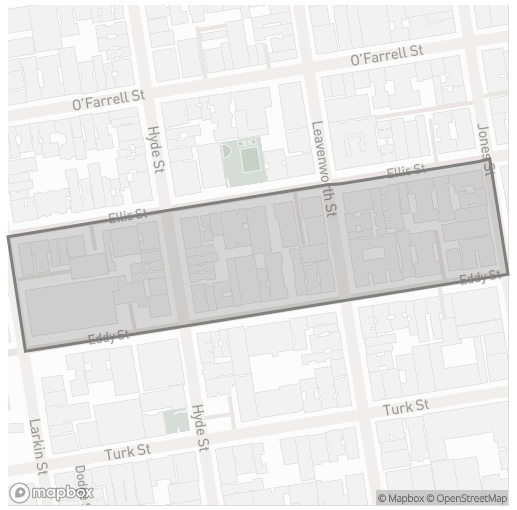 O'Farrell St
O'Farrell St
Hyde St
Leavenworth St
Jones St
Ellis St
Ellis St
Eddy St
Eddy St
Larkin St
Hyde St
Turk St
Turk St
mapbox
© Mapbox © OpenStreetMap